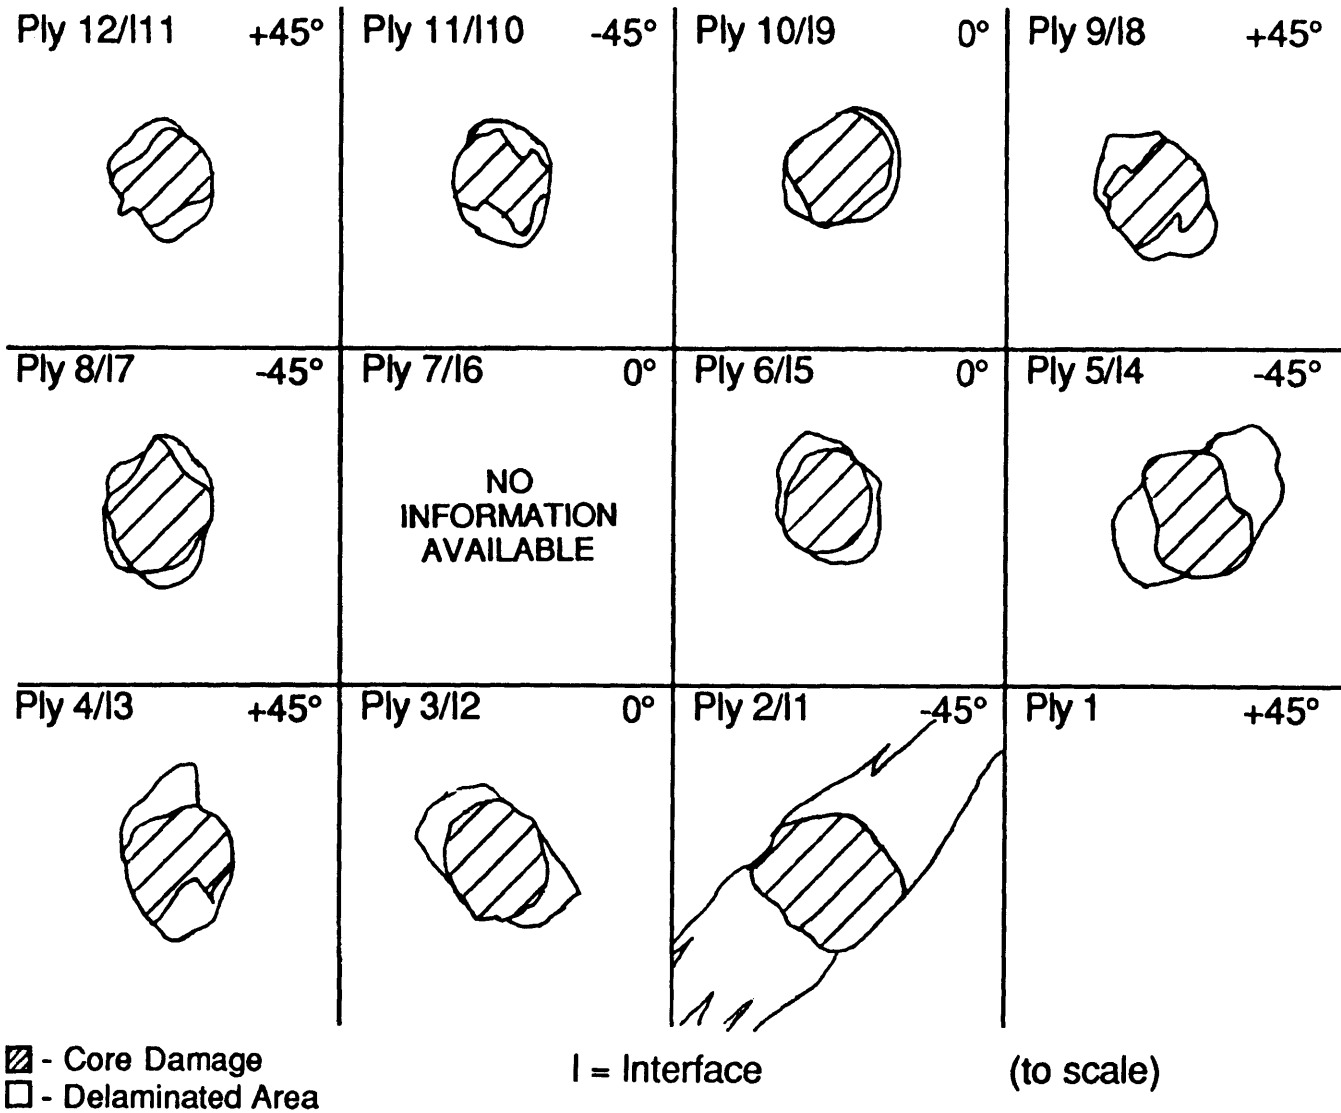 Ply 12/I11 +45° Ply 11/I10 -45° Ply 10/I9 0° Ply 9/I8 +45°
Ply 8/I7 -45° Ply 7/I6 0° Ply 6/I5 0° Ply 5/I4 -45°
NO
INFORMATION
AVAILABLE
Ply 4/I3 +45° Ply 3/I2 0° Ply 2/I1 -45° Ply 1 +45°
- Core Damage
- Delaminated Area
I = Interface
(to scale)